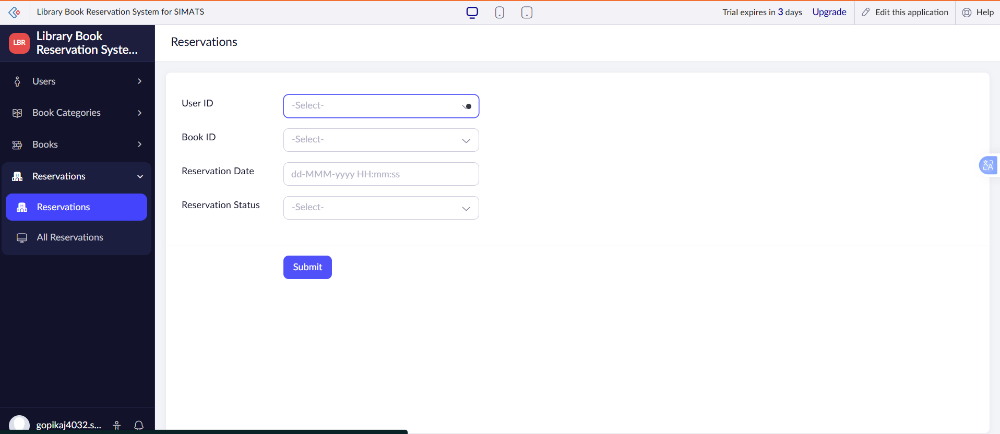 Library Book Reservation System for SIMATS
Trial expires in 3 days
Upgrade
Edit this application
Help
LBR
Library Book
Reservation Syste...
Users
Book Categories
Books
Reservations
Reservations
All Reservations
gopikaj4032.s...
Reservations
User ID
-Select-
Book ID
-Select-
Reservation Date
dd-MMM-yyyy HH:mm:ss
Reservation Status
-Select-
Submit